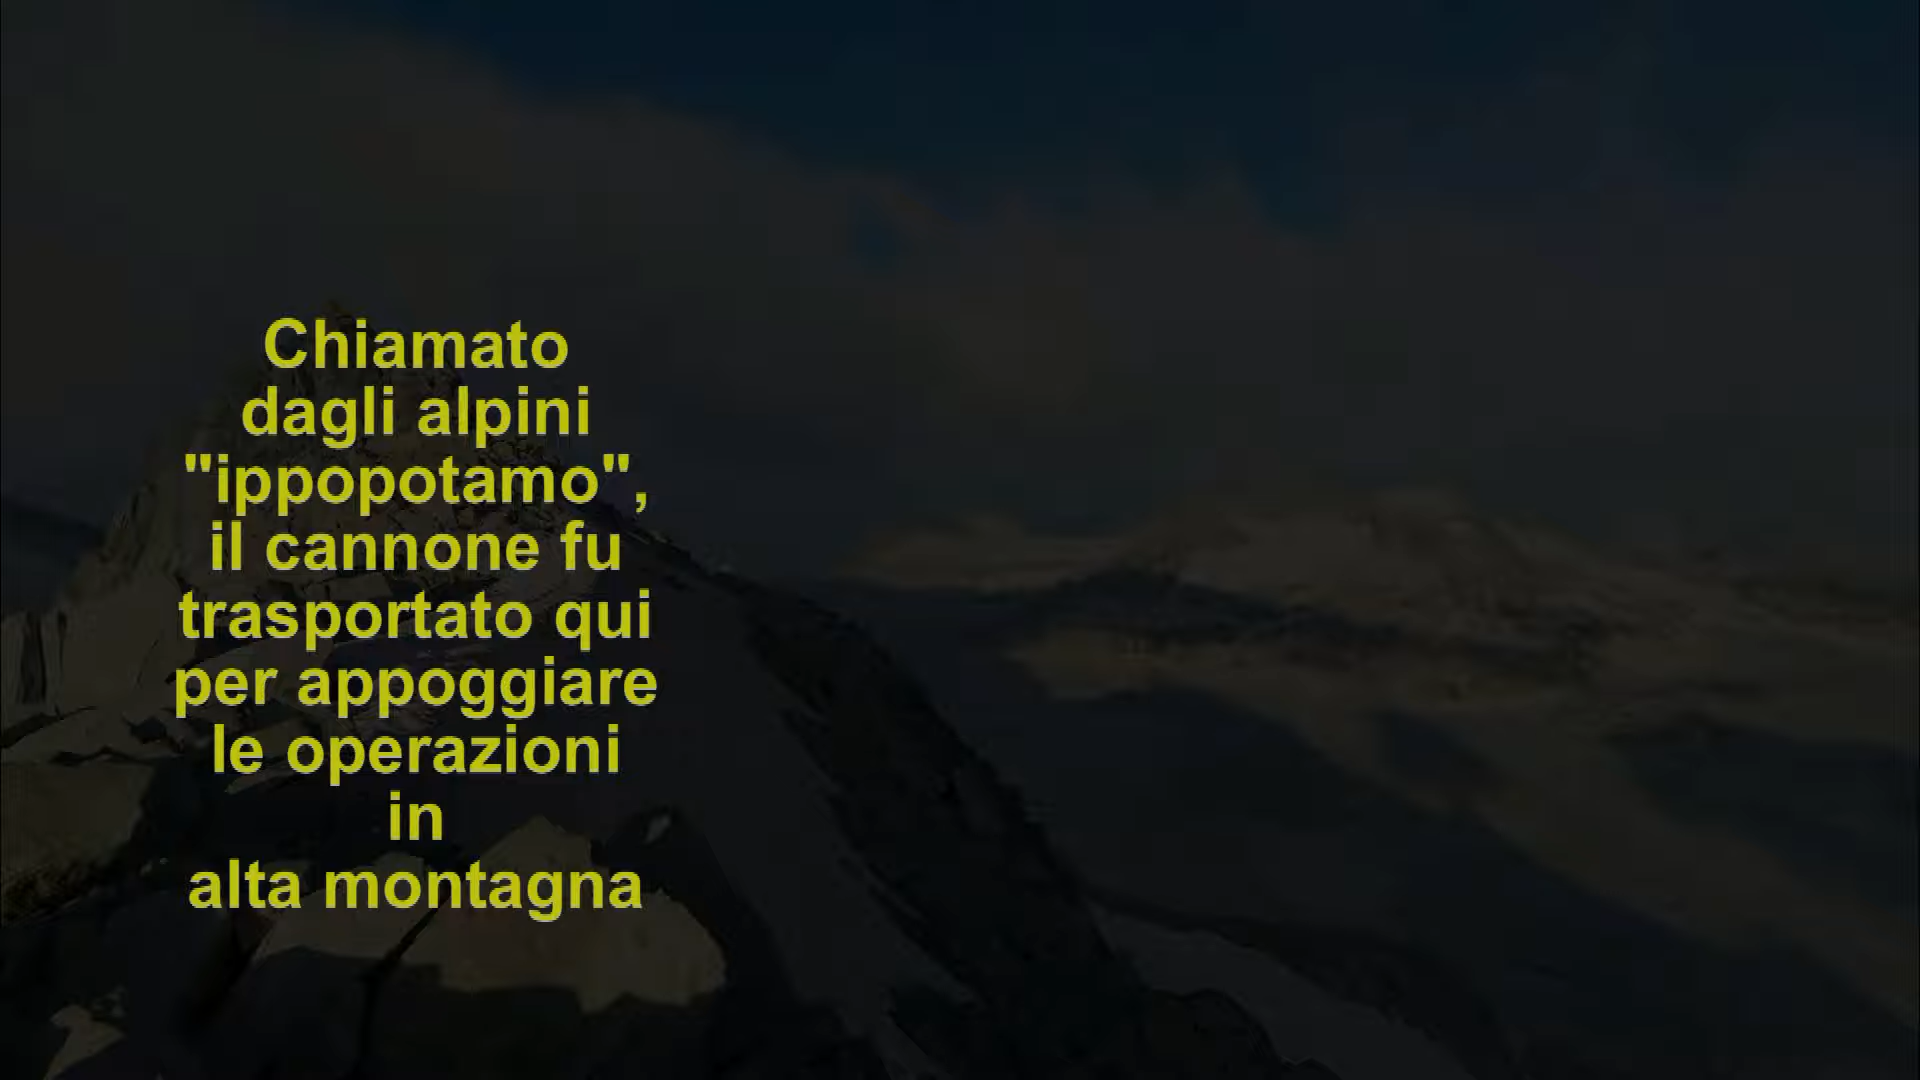 Chiamato
dagli alpini
"ippopotamo",
il cannone fu
trasportato qui
per appoggiare
le operazioni
in
alta montagna